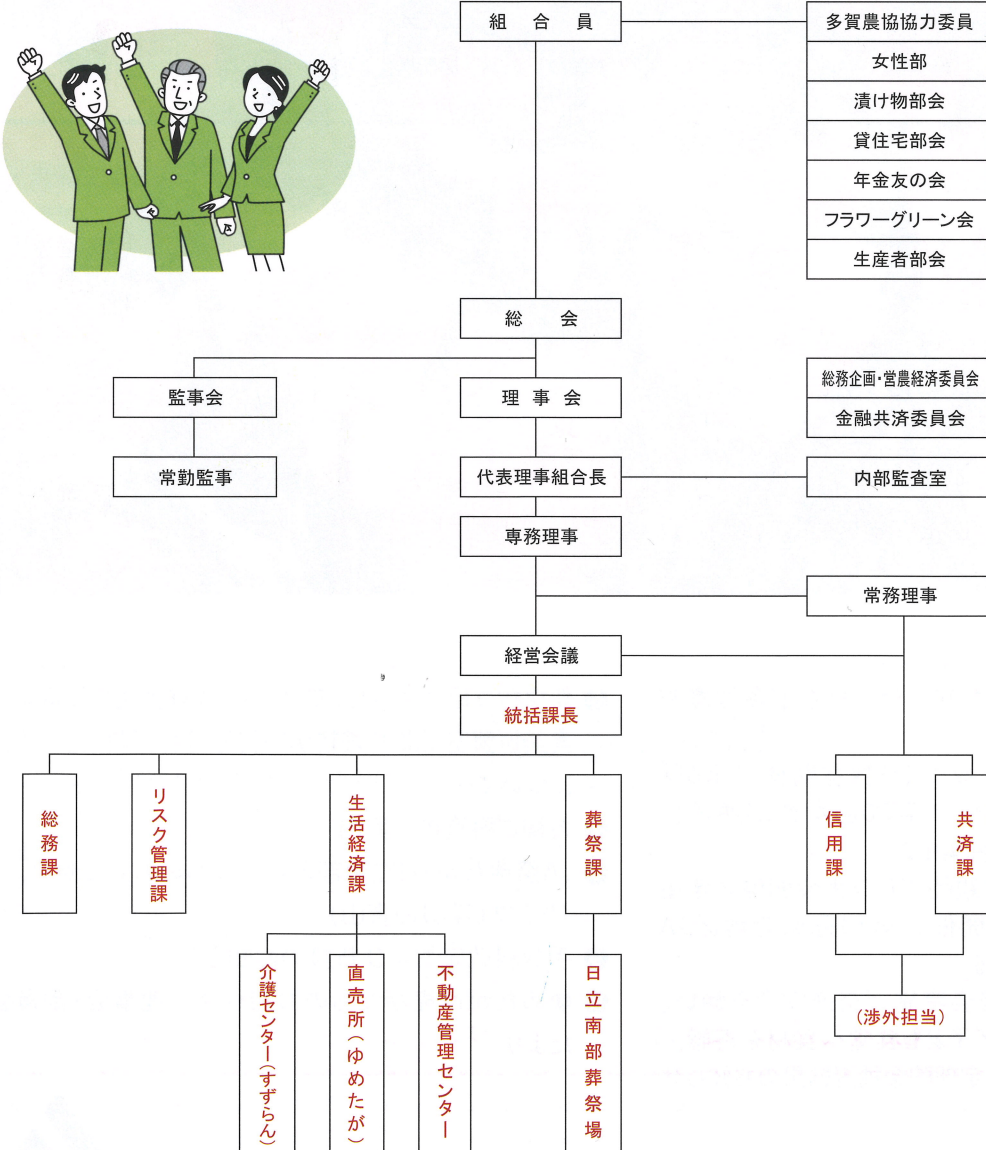 組合員
多賀農協協力委員
女性部
漬け物部会
貸住宅部会
年金友の会
フラワーグリーン会
生産者部会
総会
監事会
理事会
総務企画・営農経済委員会
金融共済委員会
常勤監事
代表理事組合長
内部監査室
専務理事
常務理事
経営会議
統括課長
総務課
リスク管理課
生活経済課
葬祭課
信用課
共済課
介護センター(すずらん)
直売所(ゆめたが)
不動産管理センター
日立南部葬祭場
(渉外担当)